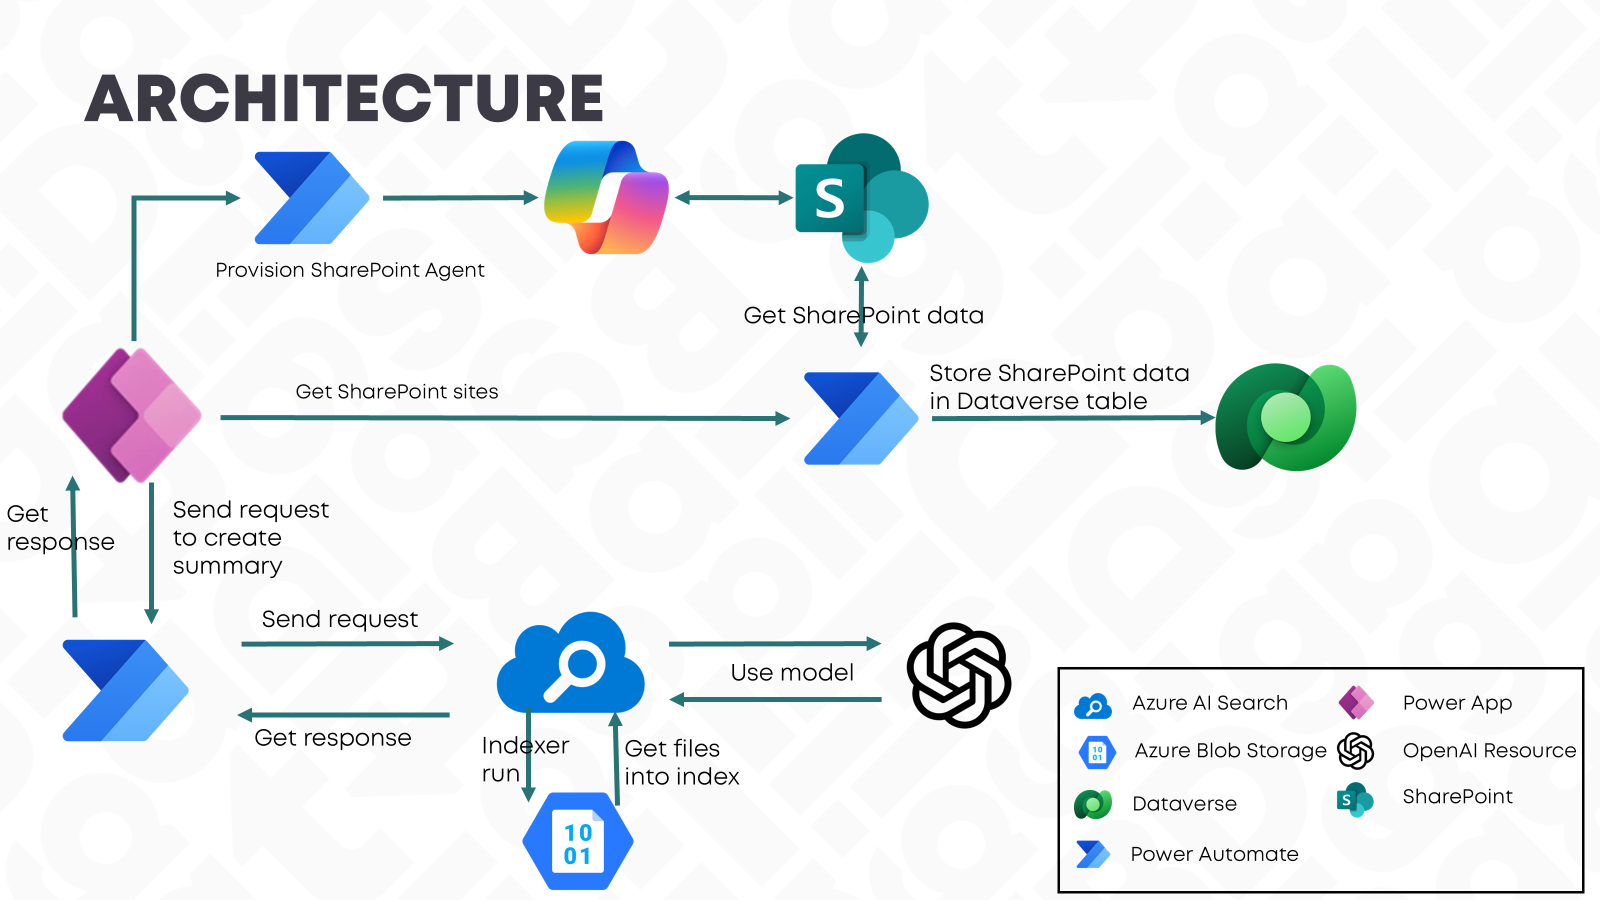 ARCHITECTURE
S
Provision SharePoint Agent
Get SharePoint data
Get SharePoint sites
Store SharePoint data
in Dataverse table
Get
response
Send request
to create
summary
Send request
Get response
Use model
Indexer
run
Get files
into index
10
01
Azure AI Search
Power App
10
01
Azure Blob Storage
OpenAI Resource
Dataverse
S
SharePoint
Power Automate